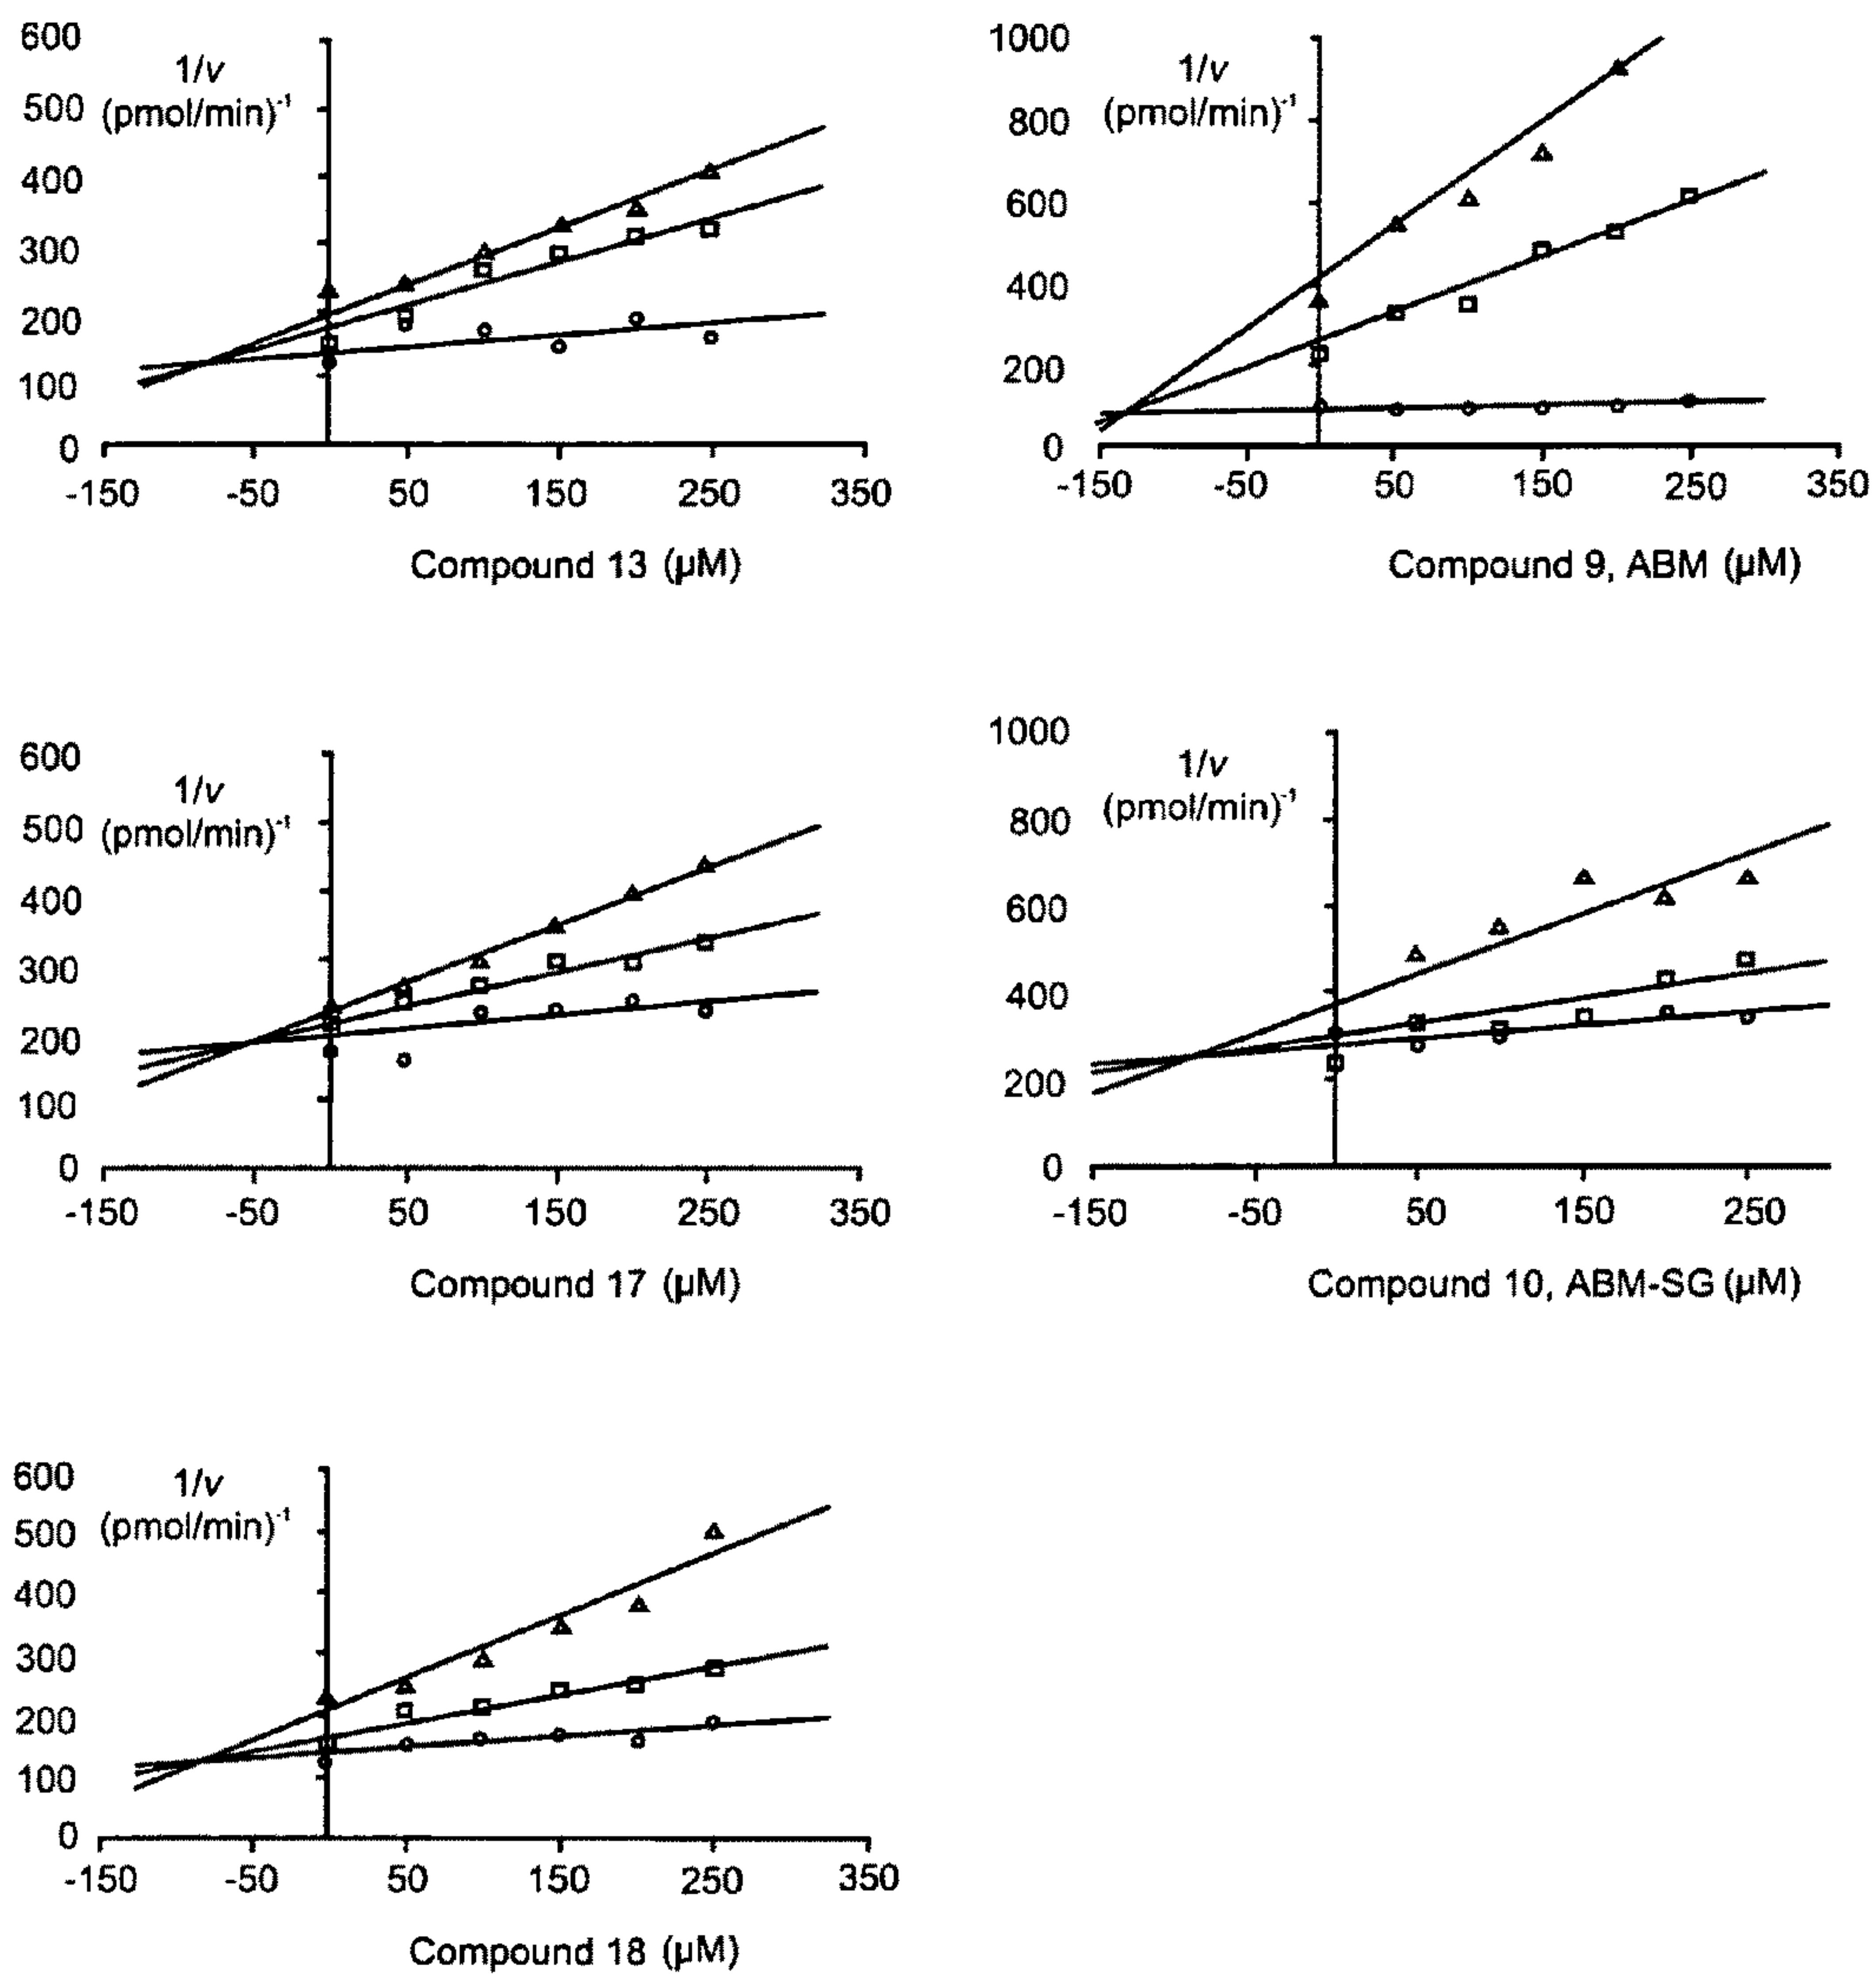 600
1/v
500 (pmol/min)-1
400
300
200
100
0
-150 -50 50 150 250 350
Compound 13 (µM)
1000
1/v
800 (pmol/min)-1
600
400
200
0
-150 -50 50 150 250 350
Compound 9, ABM (µM)
600
1/v
500 (pmol/min)-1
400
300
200
100
0
-150 -50 50 150 250 350
Compound 17 (µM)
1000
1/v
800 (pmol/min)-1
600
400
200
0
-150 -50 50 150 250
Compound 10, ABM-SG (µM)
600
1/v
500 (pmol/min)-1
400
300
200
100
0
-150 -50 50 150 250 350
Compound 18 (µM)